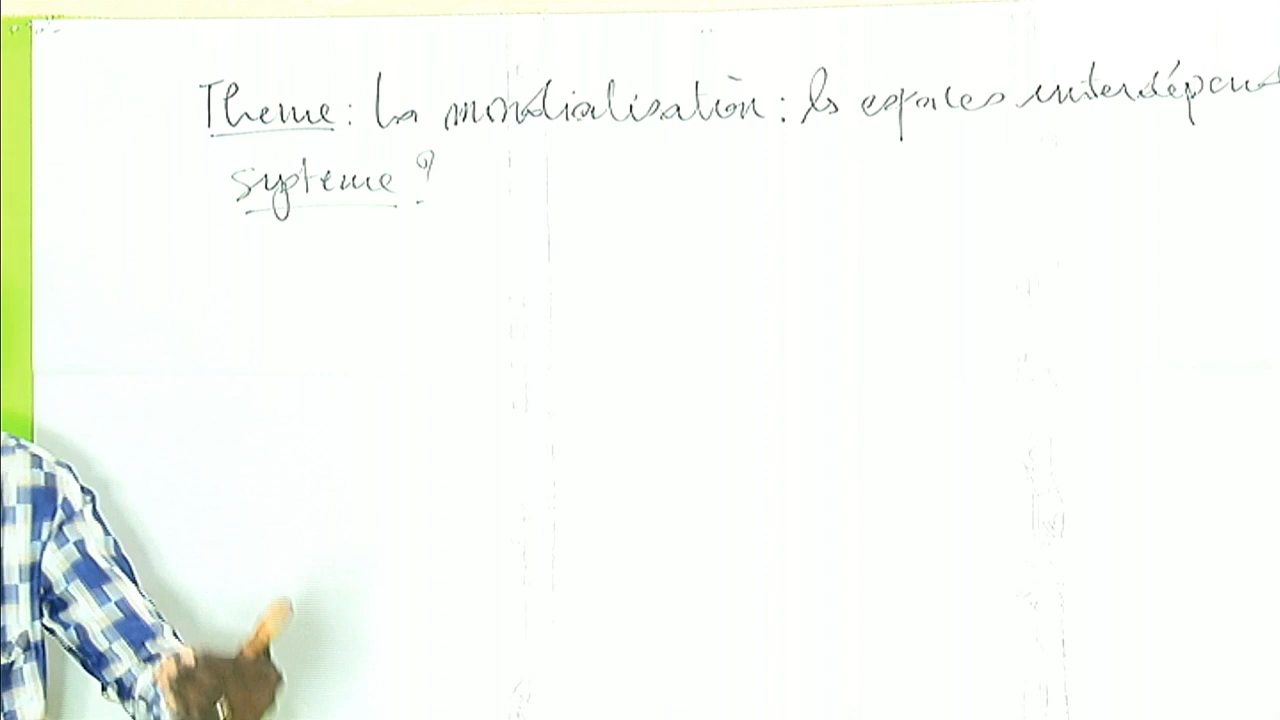 Theme : La mondialisation : les espaces interdépend
système ?